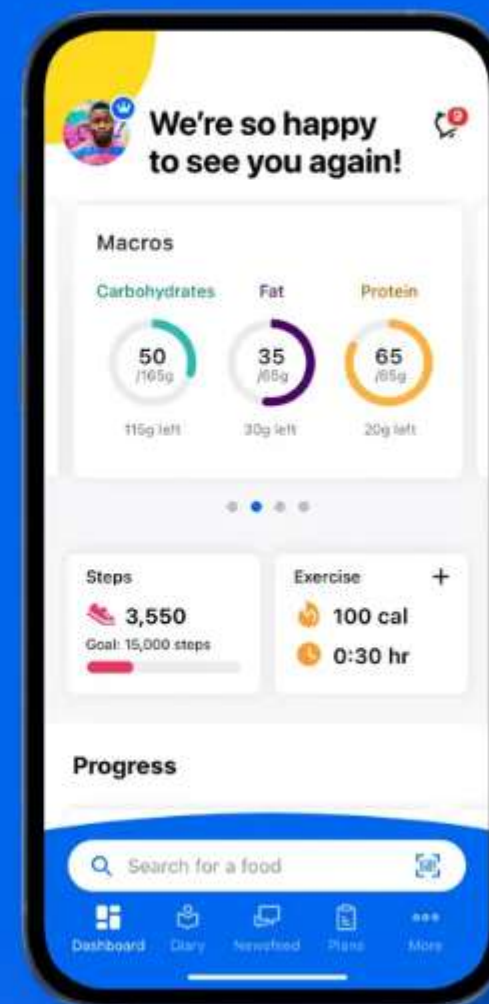 We're so happy
to see you again!
9
Macros
Carbohydrates Fat Protein
50 35 65
/165g /65g /65g
115g left 30g left 20g left
Steps
3,550
Goal: 15,000 steps
Exercise +
100 cal
0:30 hr
Progress
Search for a food
Dashboard Diary Newsfeed Plans More